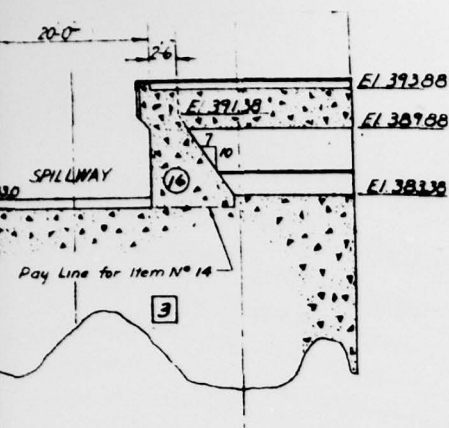 20'-0"
2'-6
El. 393.88
El. 391.38
El. 389.88
7
10
SPILLWAY
16
El. 383.38
Pay Line for Item Nº 14
3